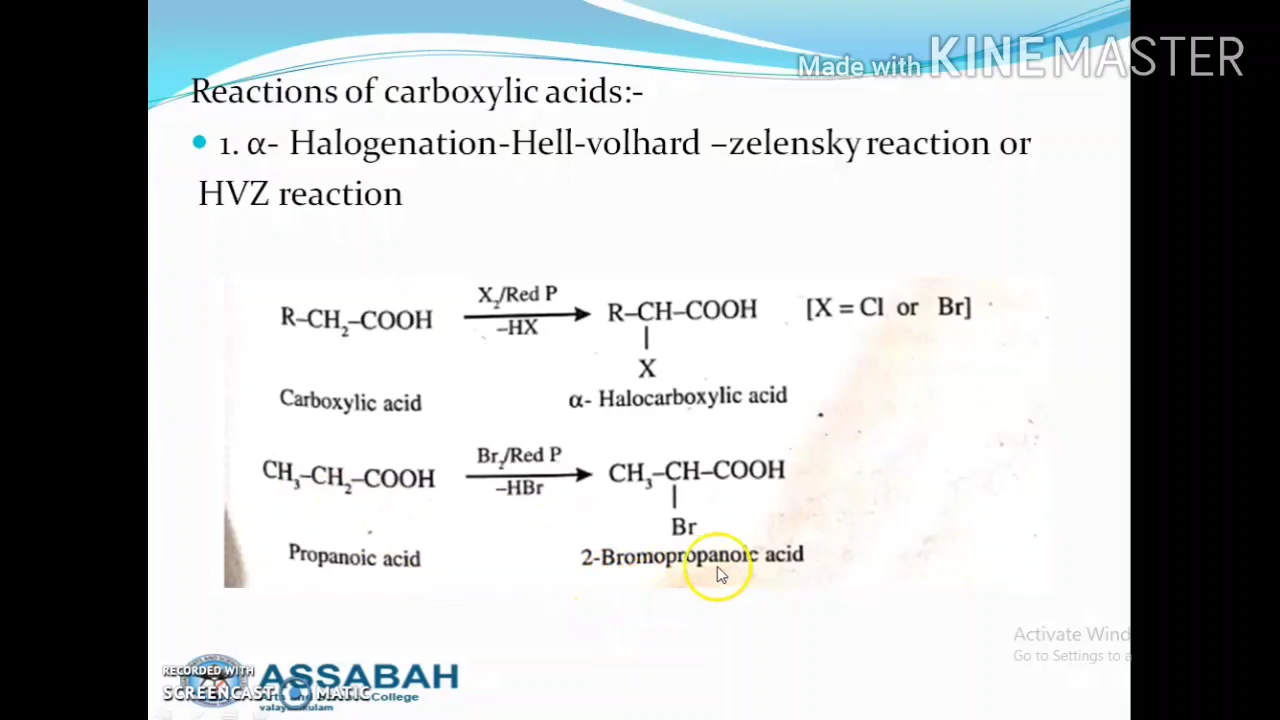 Made with KINEMASTER
Reactions of carboxylic acids:-
1. α- Halogenation-Hell-volhard –zelensky reaction or
HVZ reaction
X₂/Red P
R–CH₂–COOH R–CH–COOH [X = Cl or Br]
–HX
|
X
Carboxylic acid α- Halocarboxylic acid
Br₂/Red P
CH₃–CH₂–COOH CH₃–CH–COOH
–HBr
|
Br
Propanoic acid 2-Bromopropanoic acid
Activate Wind
Go to Settings to a
RECORDED WITH
SCREENCAST MATIC
ASSABAH
College